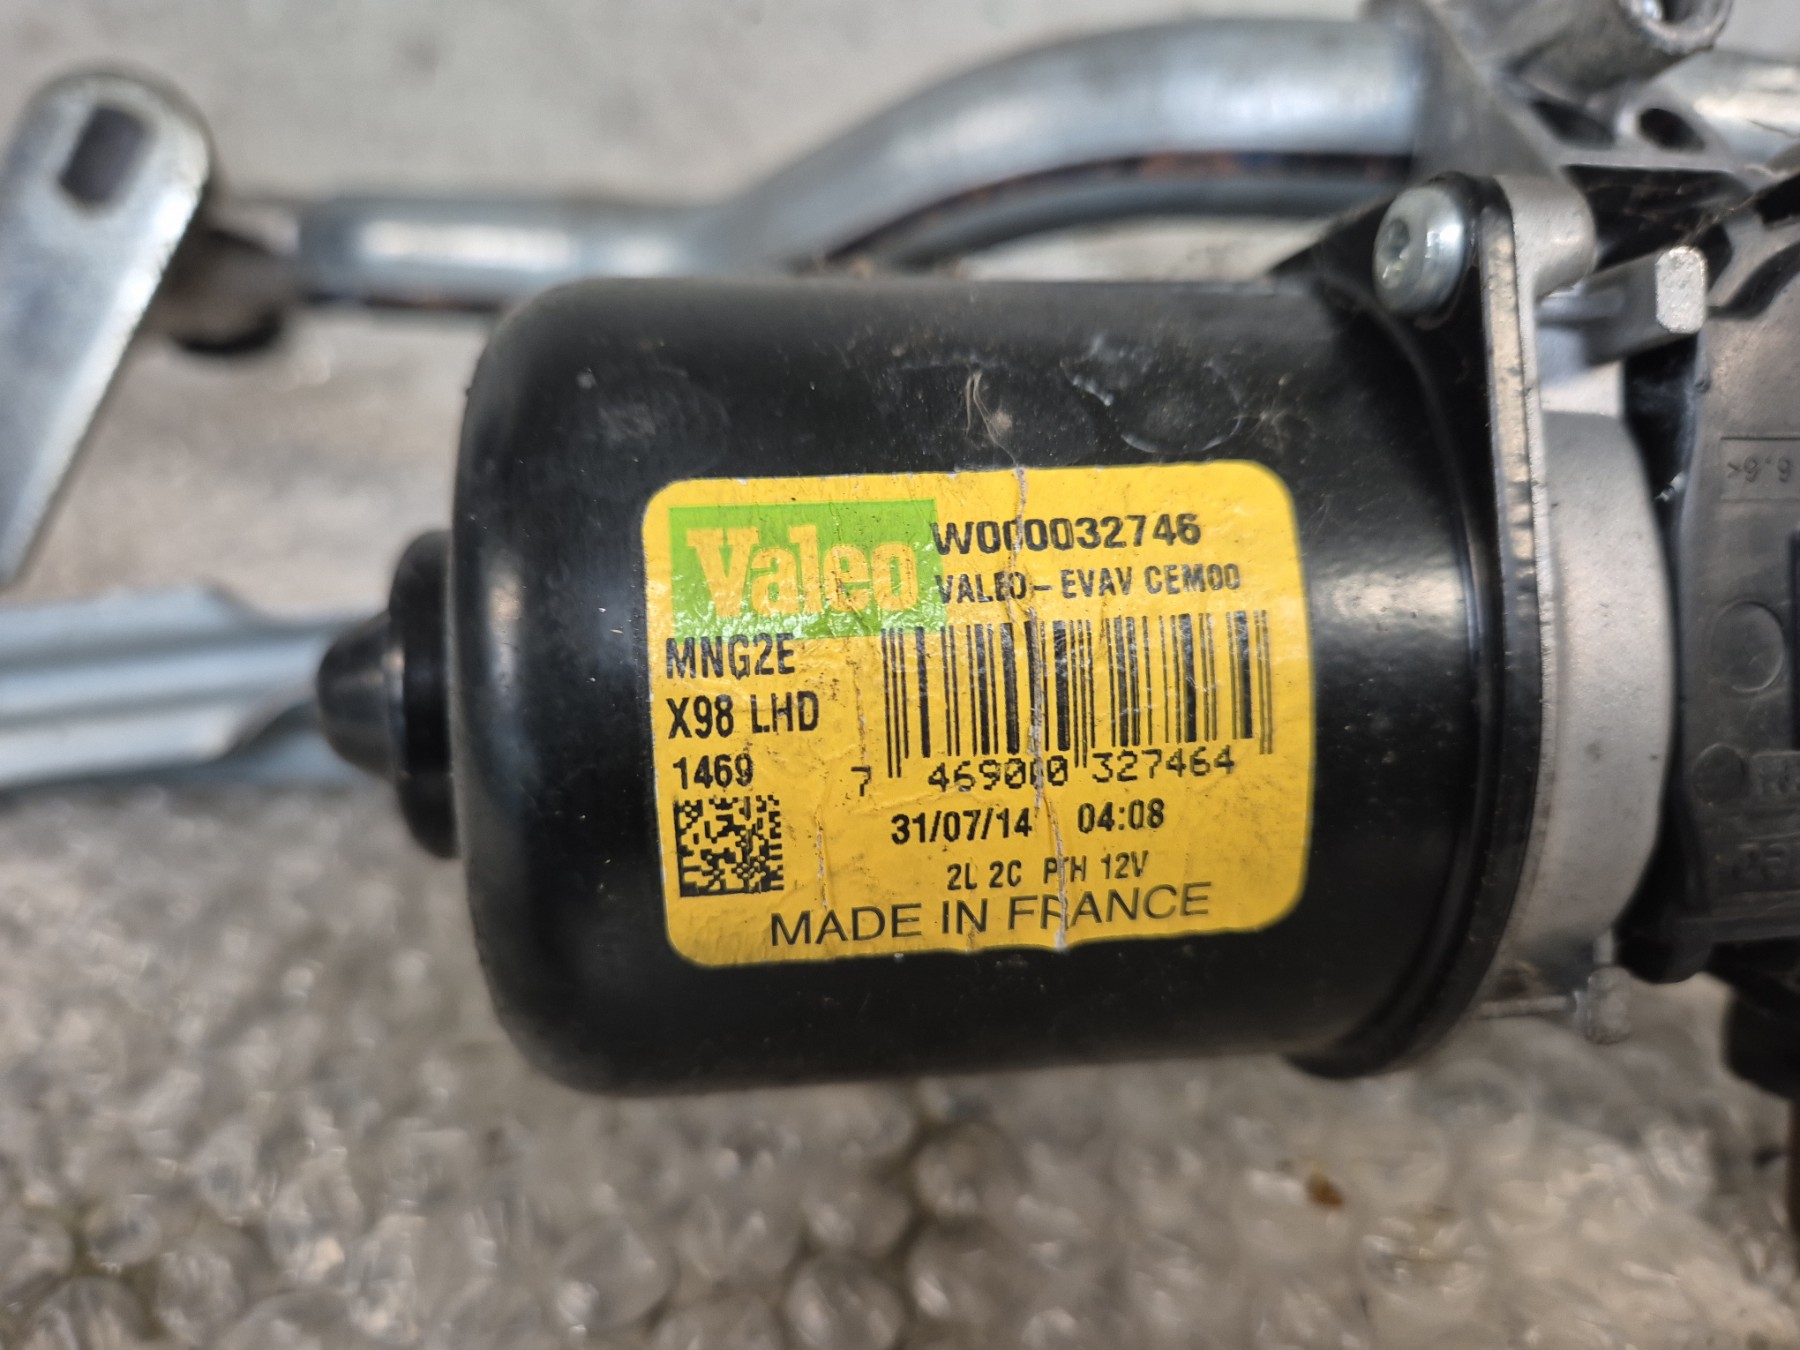 Valeo
W000032746
VALEO-EVAV CEM00
MNG2E
X98 LHD
1469
7 469000 327464
31/07/14 04:08
2L 2C PTH 12V
MADE IN FRANCE